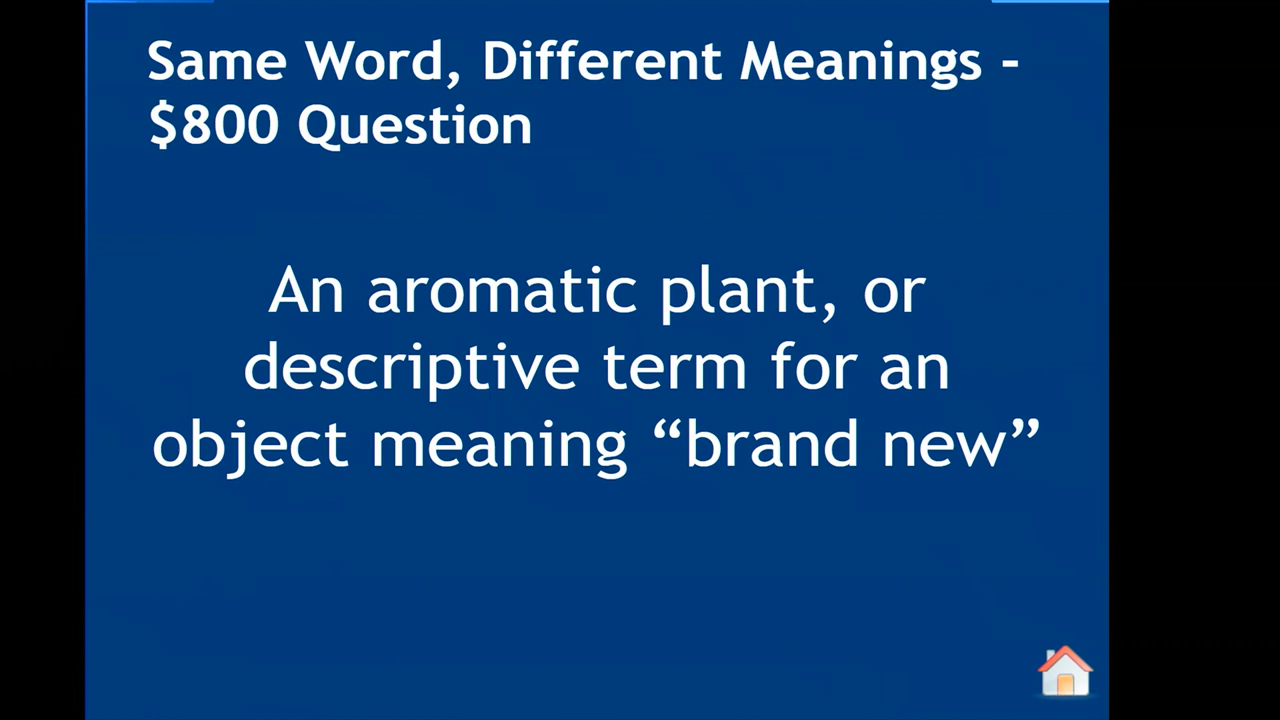 Same Word, Different Meanings -
$800 Question
An aromatic plant, or
descriptive term for an
object meaning “brand new”